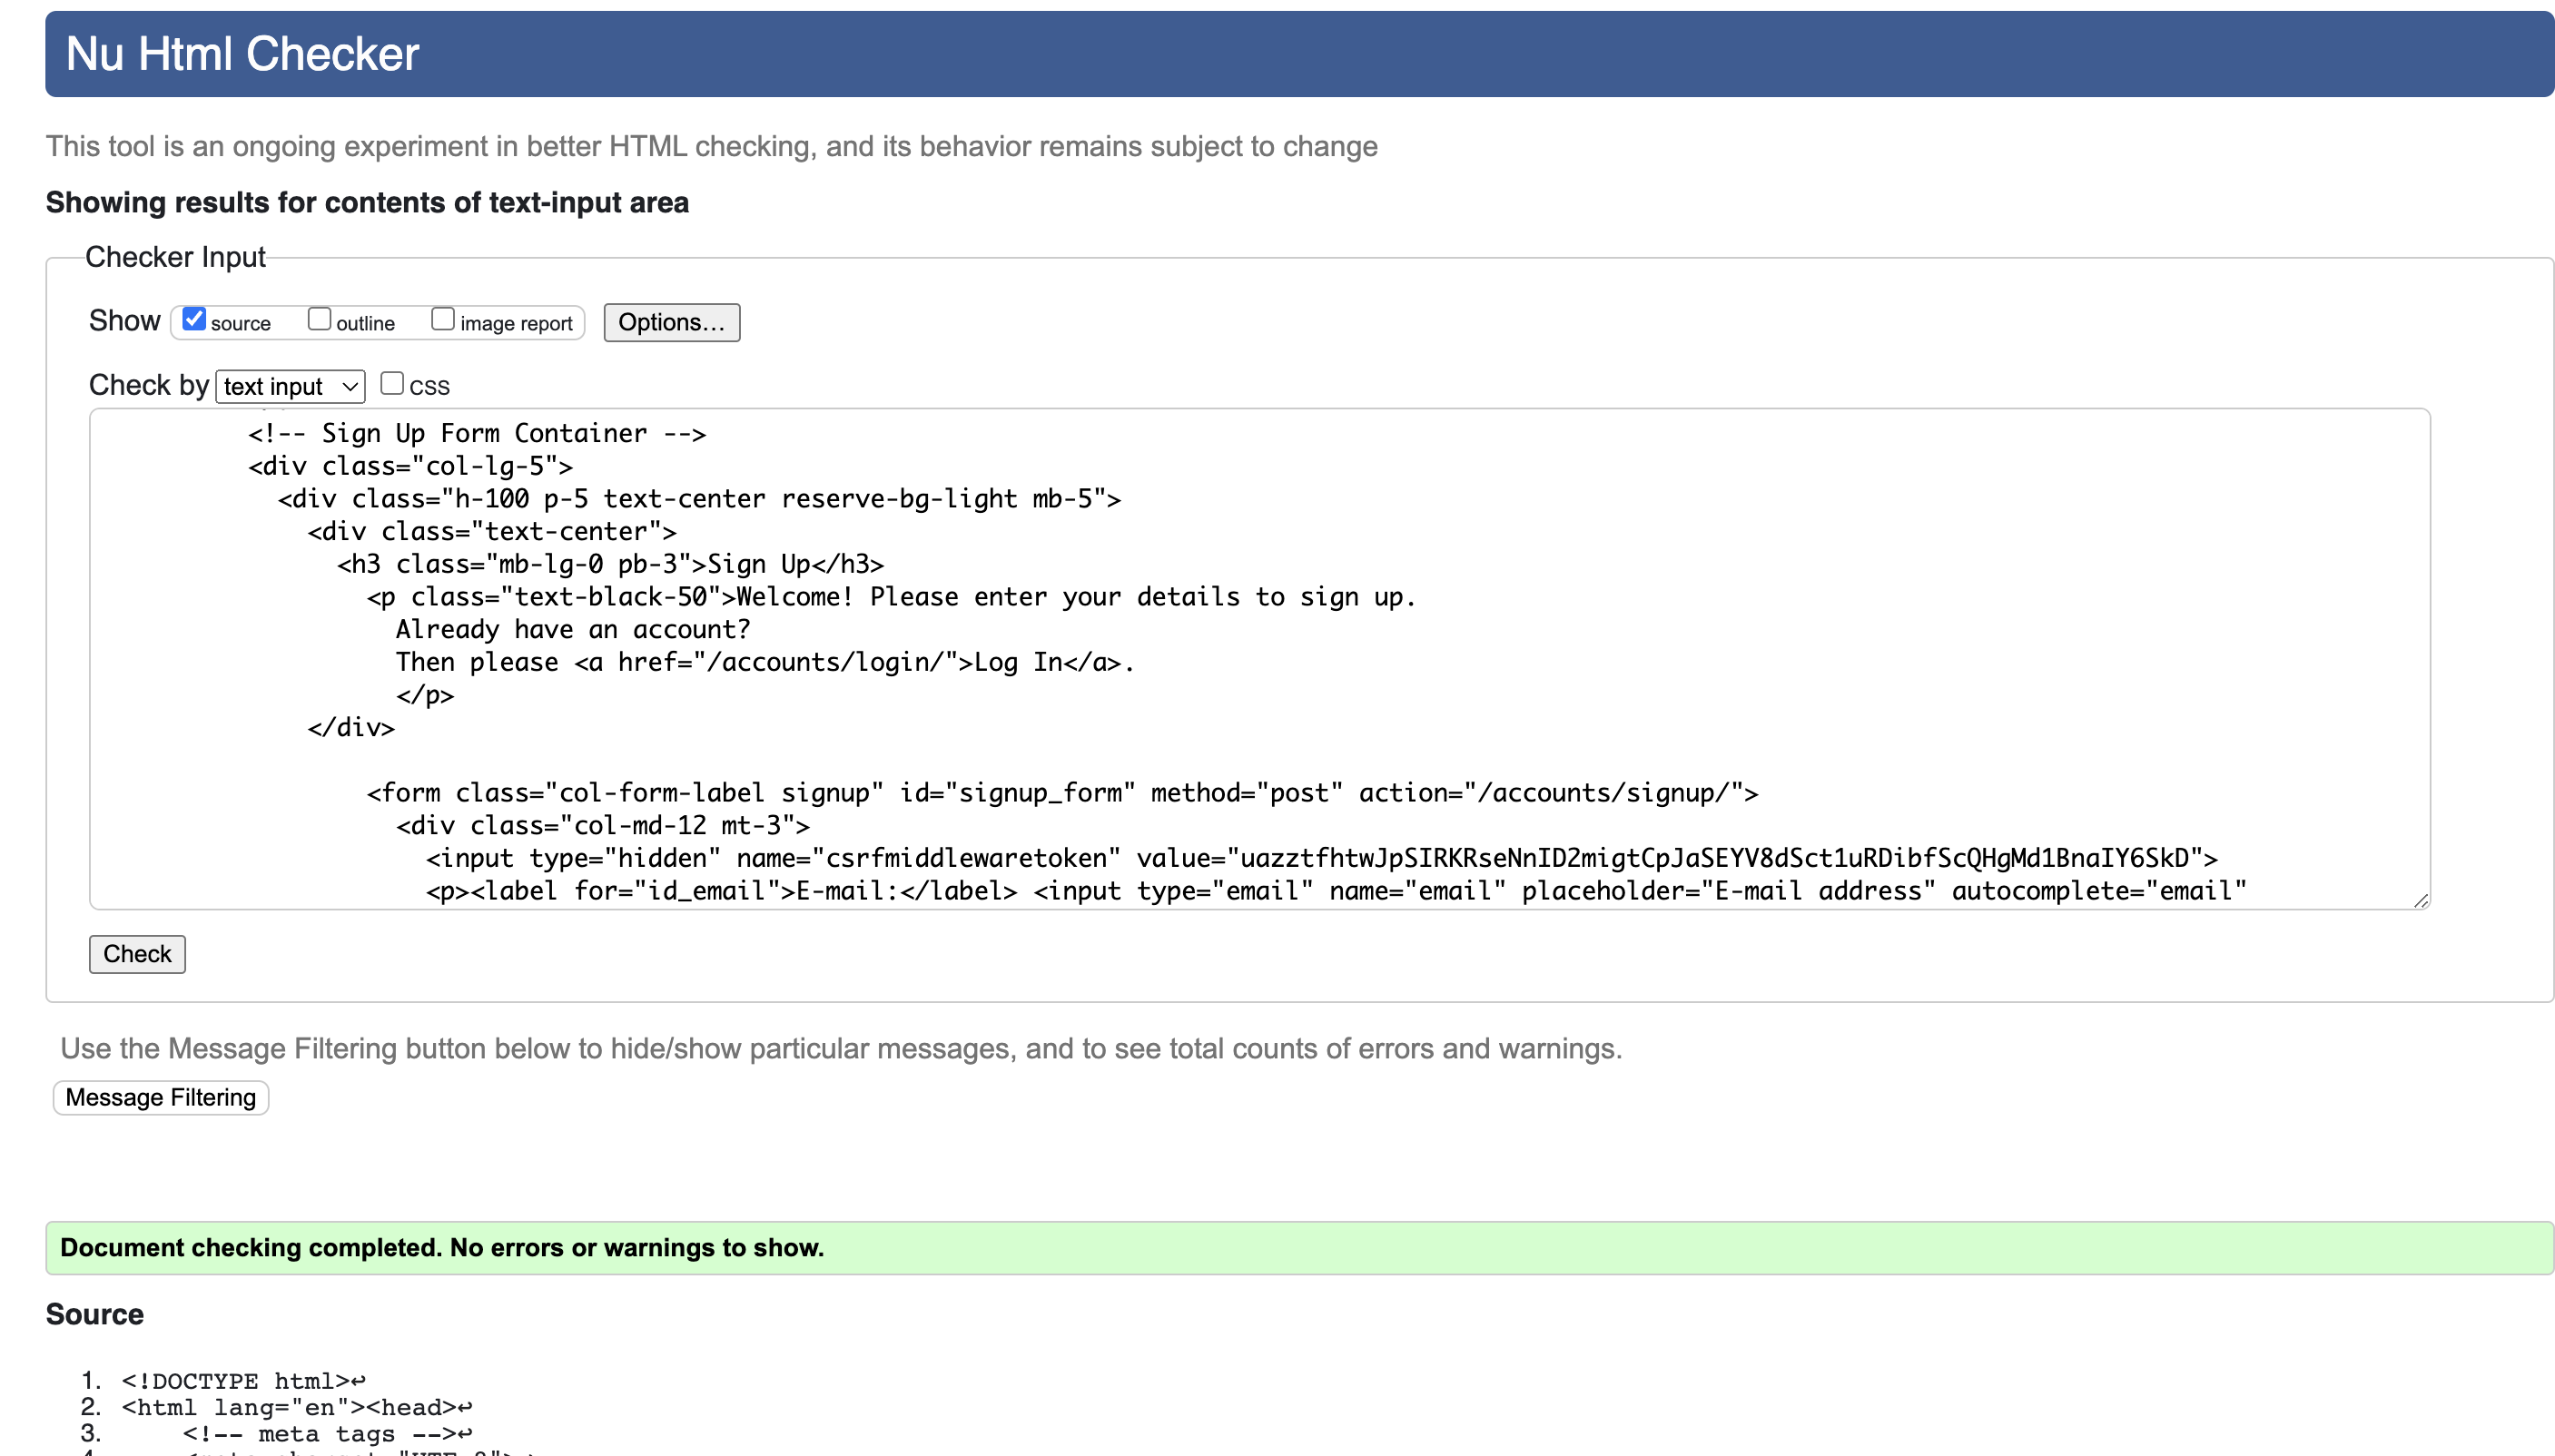 Nu Html Checker
This tool is an ongoing experiment in better HTML checking, and its behavior remains subject to change
Showing results for contents of text-input area
Checker Input
Show source outline image report Options...
Check by text input CSS
<!-- Sign Up Form Container -->
<div class="col-lg-5">
<div class="h-100 p-5 text-center reserve-bg-light mb-5">
<div class="text-center">
<h3 class="mb-lg-0 pb-3">Sign Up</h3>
<p class="text-black-50">Welcome! Please enter your details to sign up.
Already have an account?
Then please <a href="/accounts/login/">Log In</a>.
</p>
</div>
<form class="col-form-label signup" id="signup_form" method="post" action="/accounts/signup/">
<div class="col-md-12 mt-3">
<input type="hidden" name="csrfmiddlewaretoken" value="uazztfhtwJpSIRKRseNnID2migtCpJaSEYV8dSct1uRDibfScQHgMd1BnaIY6SkD">
<p><label for="id_email">E-mail:</label> <input type="email" name="email" placeholder="E-mail address" autocomplete="email"
Check
Use the Message Filtering button below to hide/show particular messages, and to see total counts of errors and warnings.
Message Filtering
Document checking completed. No errors or warnings to show.
Source
1. <!DOCTYPE html>↩
2. <html lang="en"><head>↩
3. <!-- meta tags -->↩